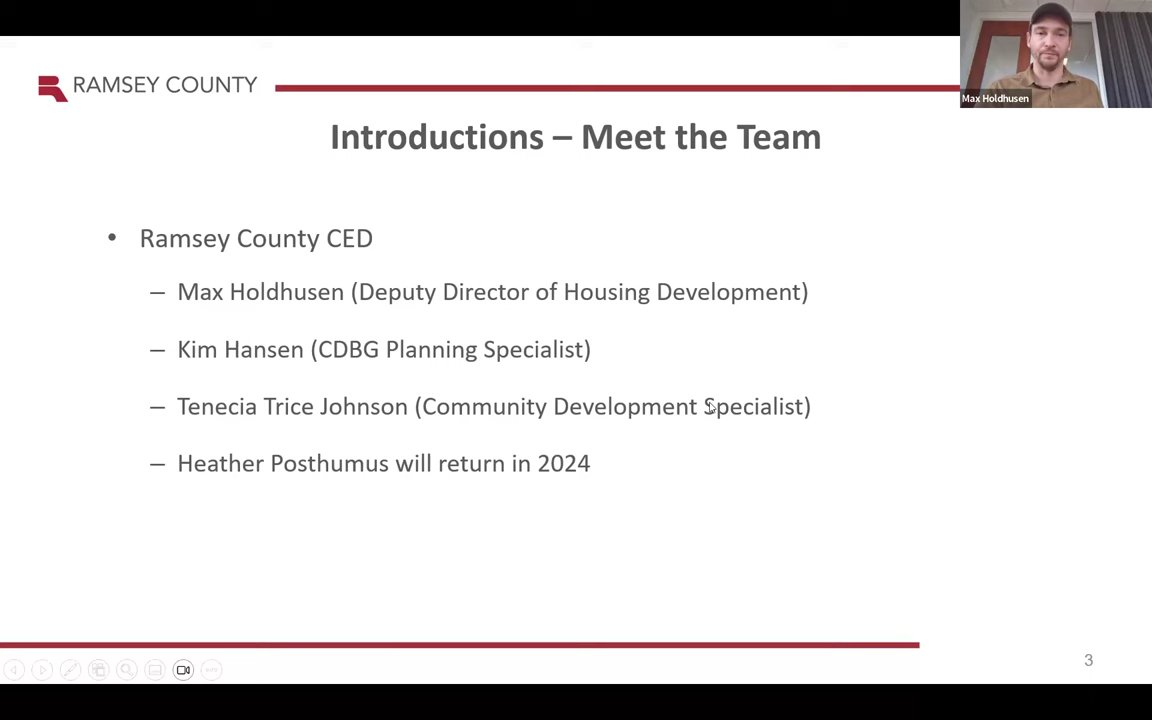 RAMSEY COUNTY
Max Holdhusen
Introductions – Meet the Team
• Ramsey County CED
– Max Holdhusen (Deputy Director of Housing Development)
– Kim Hansen (CDBG Planning Specialist)
– Tenecia Trice Johnson (Community Development Specialist)
– Heather Posthumus will return in 2024
3